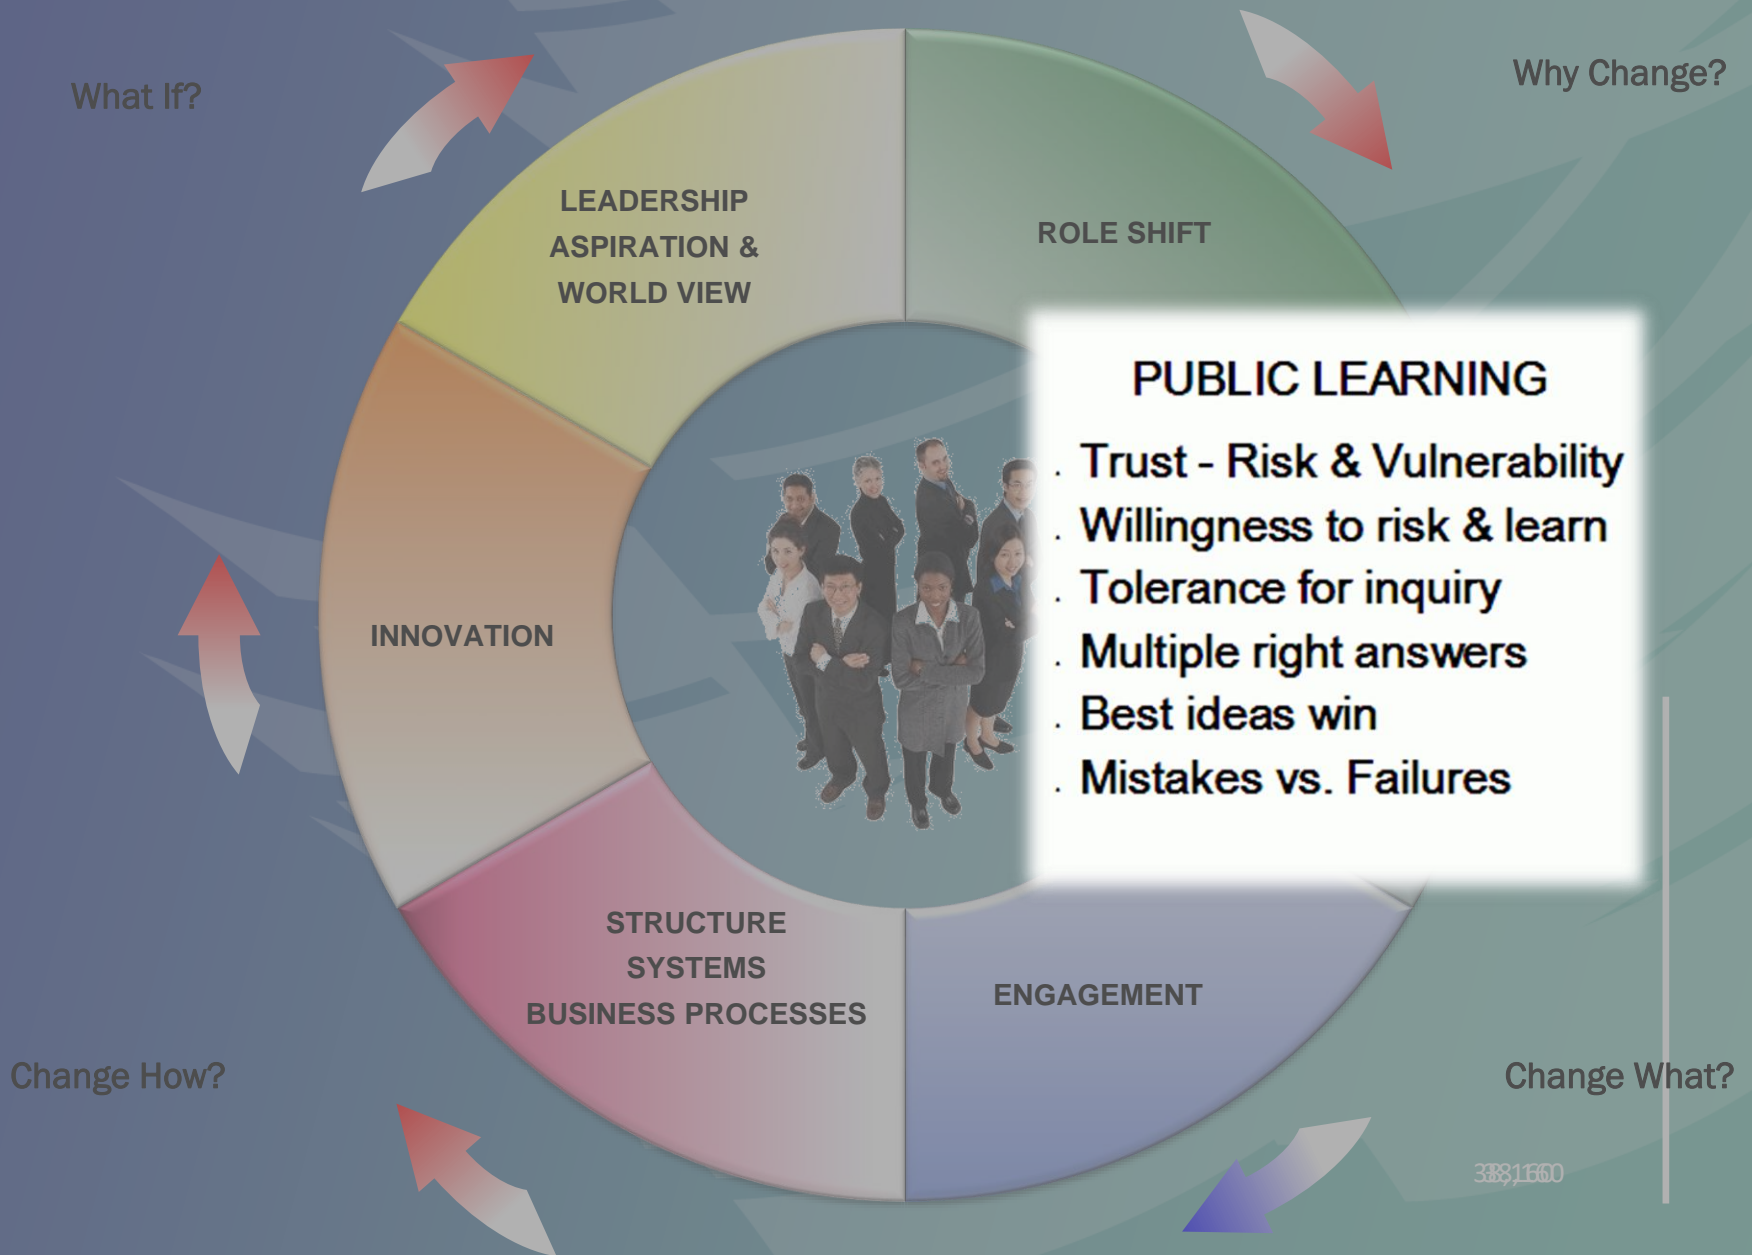 What If?
Why Change?
LEADERSHIP
ASPIRATION &
WORLD VIEW
ROLE SHIFT
PUBLIC LEARNING
. Trust - Risk & Vulnerability
. Willingness to risk & learn
. Tolerance for inquiry
. Multiple right answers
. Best ideas win
. Mistakes vs. Failures
INNOVATION
STRUCTURE
SYSTEMS
BUSINESS PROCESSES
ENGAGEMENT
Change How?
Change What?